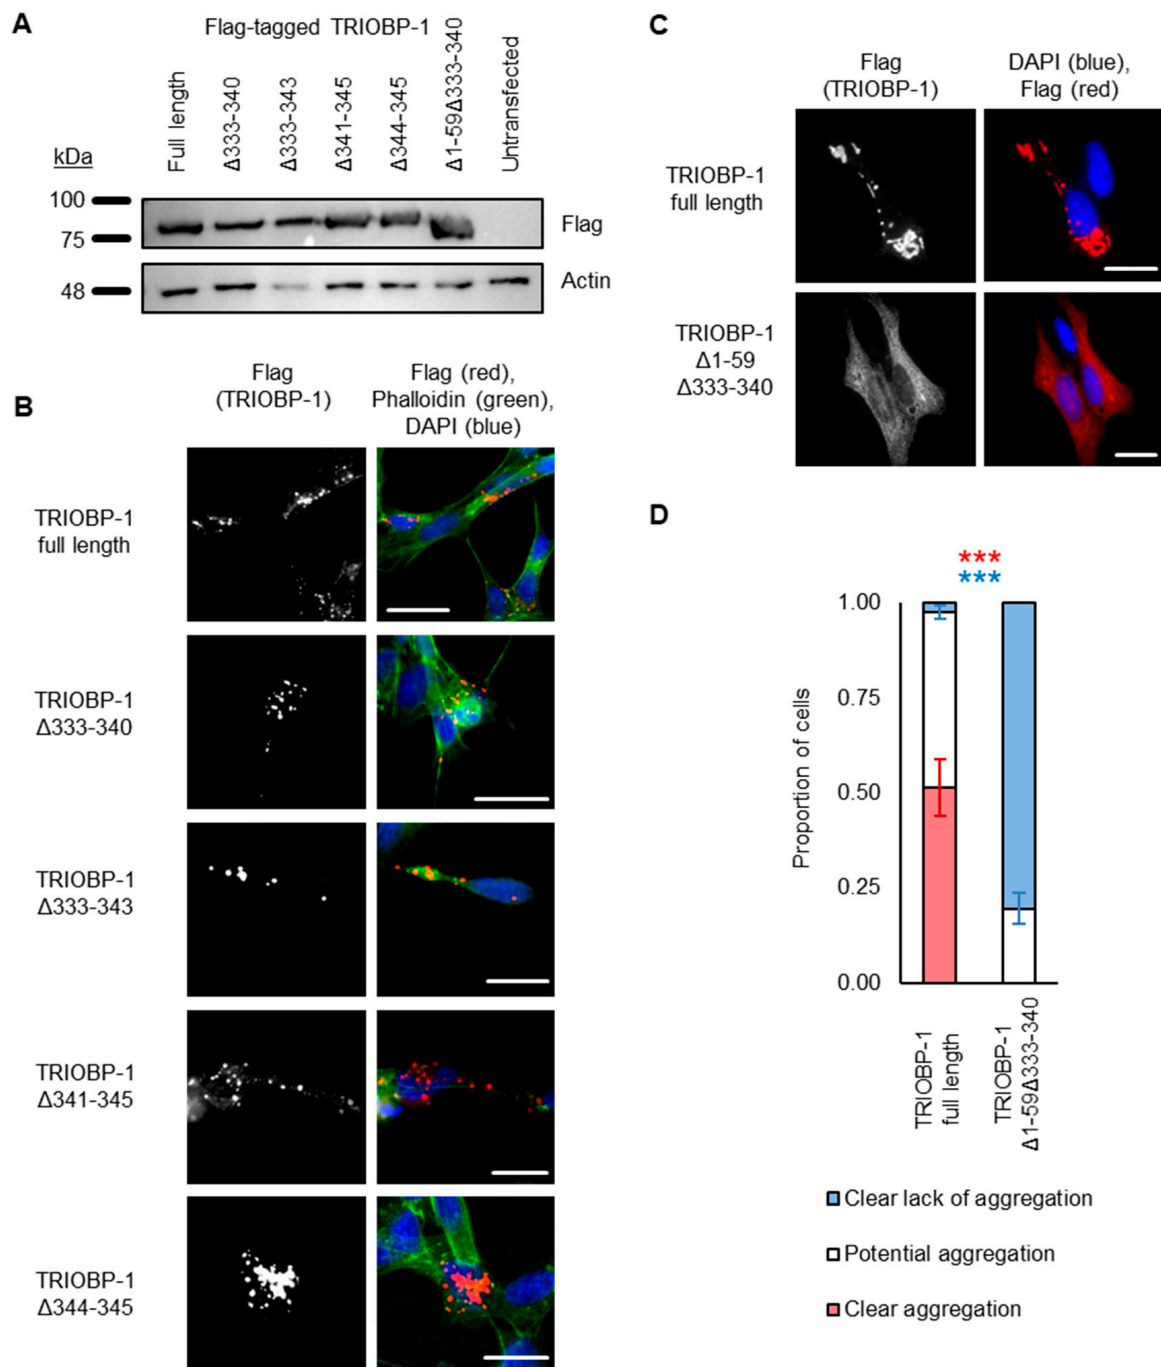 A
Flag-tagged TRIOBP-1
Full length
Δ333-340
Δ333-343
Δ341-345
Δ344-345
Δ1-59Δ333-340
Untransfected
kDa
100
75
48
Flag
Actin
B
Flag
(TRIOBP-1)
Flag (red),
Phalloidin (green),
DAPI (blue)
TRIOBP-1
full length
TRIOBP-1
Δ333-340
TRIOBP-1
Δ333-343
TRIOBP-1
Δ341-345
TRIOBP-1
Δ344-345
C
Flag
(TRIOBP-1)
DAPI (blue),
Flag (red)
TRIOBP-1
full length
TRIOBP-1
Δ1-59
Δ333-340
D
***
***
1.00
0.75
0.50
0.25
0.00
Proportion of cells
TRIOBP-1
full length
TRIOBP-1
Δ1-59Δ333-340
Clear lack of aggregation
Potential aggregation
Clear aggregation